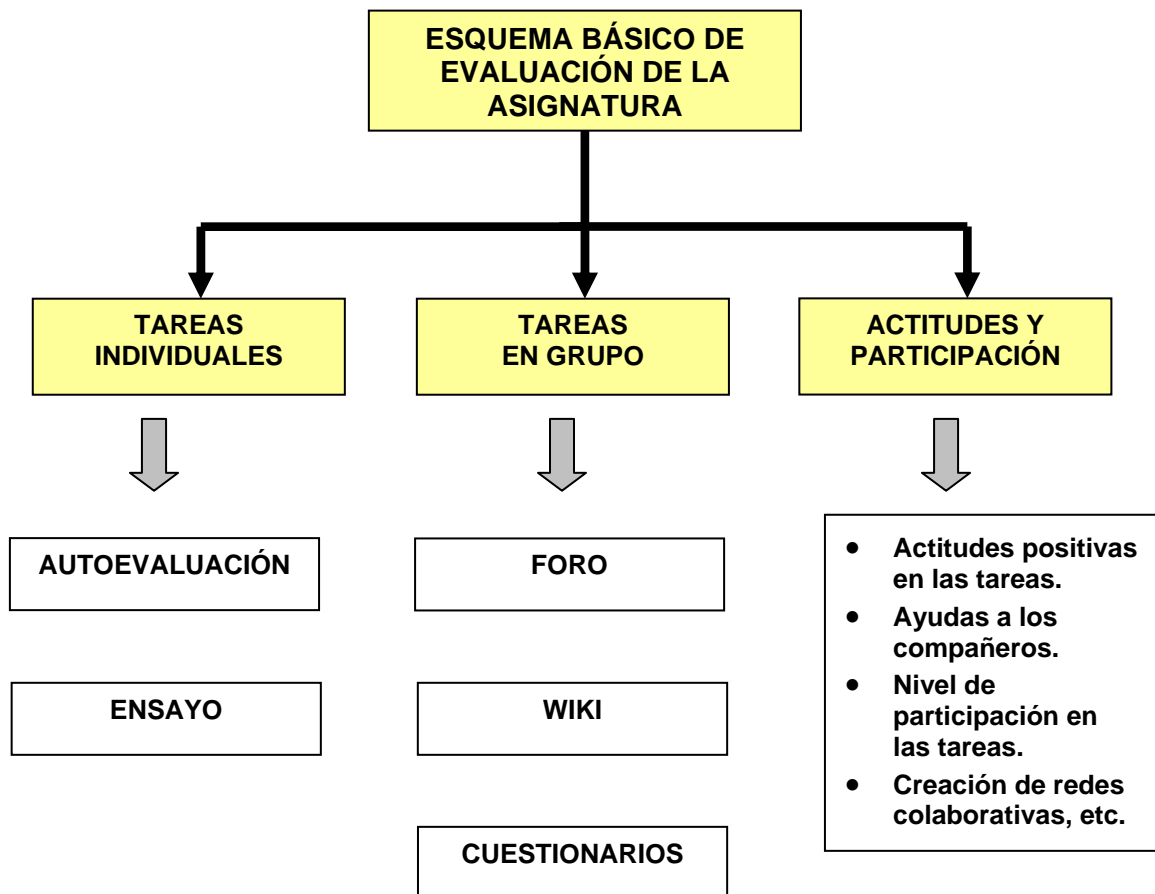 ESQUEMA BÁSICO DE
EVALUACIÓN DE LA
ASIGNATURA
TAREAS
INDIVIDUALES
TAREAS
EN GRUPO
ACTITUDES Y
PARTICIPACIÓN
AUTOEVALUACIÓN
ENSAYO
FORO
WIKI
CUESTIONARIOS
• Actitudes positivas
en las tareas.
• Ayudas a los
compañeros.
• Nivel de
participación en
las tareas.
• Creación de redes
colaborativas, etc.